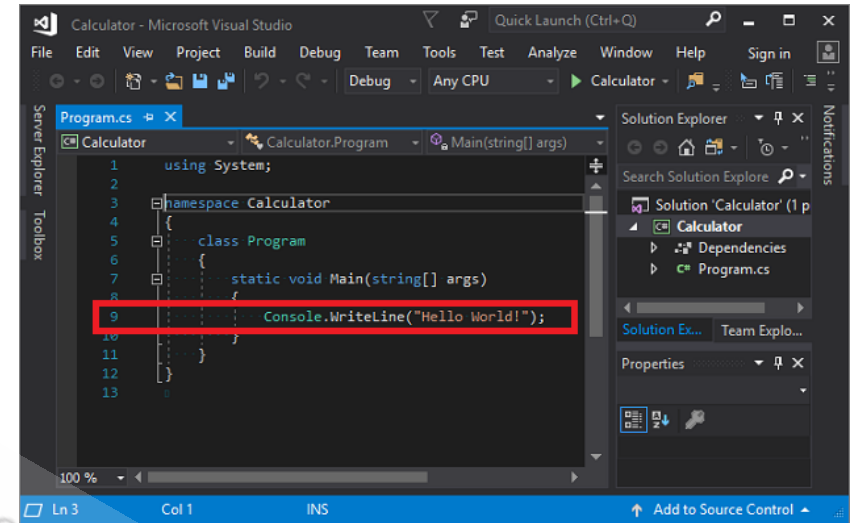 Calculator - Microsoft Visual Studio
Quick Launch (Ctrl+Q)
File Edit View Project Build Debug Team Tools Test Analyze Window Help Sign in
Debug Any CPU Calculator
Server Explorer
Toolbox
Program.cs
Calculator Calculator.Program Main(string[] args)
1 using System;
2
3 namespace Calculator
4 {
5 class Program
6 {
7 static void Main(string[] args)
8 {
9 Console.WriteLine("Hello World!");
10 }
11 }
12 }
13
100 %
Solution Explorer
Search Solution Explore
Solution 'Calculator' (1 p
C# Calculator
Dependencies
C# Program.cs
Solution Ex... Team Explo...
Properties
Notifications
Ln 3 Col 1 INS Add to Source Control